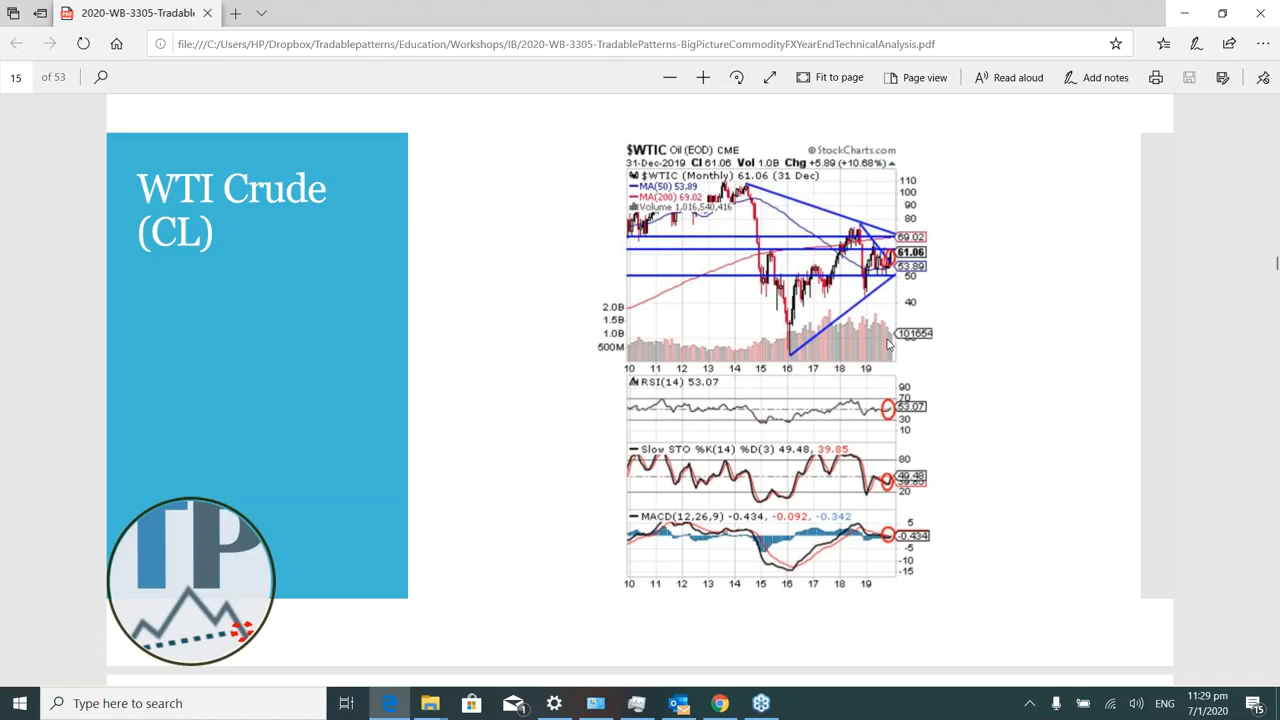 2020-WB-3305-Tradable
file:///C:/Users/HP/Dropbox/Tradablepatterns/Education/Workshops/IB/2020-WB-3305-TradablePatterns-BigPictureCommodityFXYearEndTechnicalAnalysis.pdf
15 of 53 Fit to page Page view Read aloud Add notes
WTI Crude
(CL)
$WTIC Oil (EOD) CME © StockCharts.com
31-Dec-2019 Cl 61.06 Vol 1.0B Chg +5.89 (+10.68%)
$WTIC (Monthly) 61.06 (31 Dec)
MA(50) 53.89
MA(200) 69.02
Volume 1,016,540,416
110
100
90
80
69.02
61.06
53.89
50
40
2.0B
1.5B
1.0B
500M
101654
10 11 12 13 14 15 16 17 18 19
RSI(14) 53.07
90
70
53.07
30
10
Slow STO %K(14) %D(3) 49.48, 39.85
80
49.48
20
MACD(12,26,9) -0.434, -0.092, -0.342
5
-0.434
-5
-10
-15
10 11 12 13 14 15 16 17 18 19
Type here to search
ENG
11:29 pm
7/1/2020
15